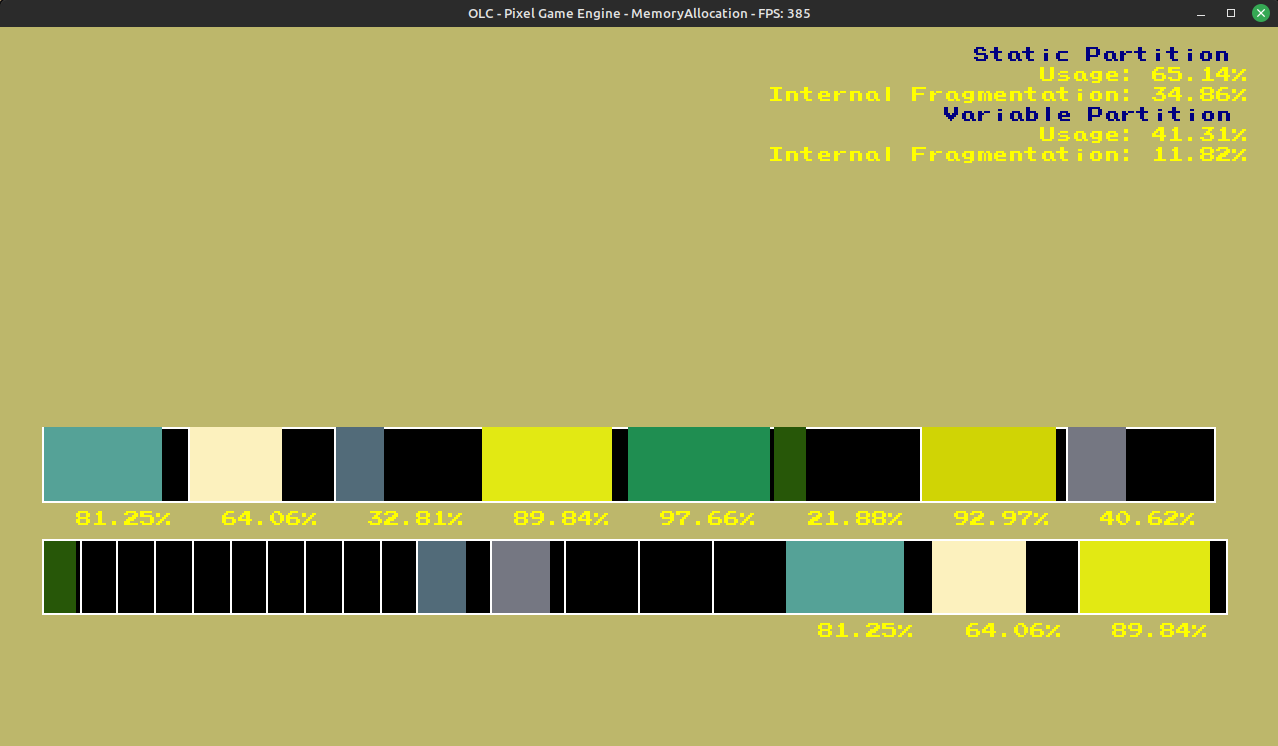 OLC - Pixel Game Engine - MemoryAllocation - FPS: 385
Static Partition
Usage: 65.14%
Internal Fragmentation: 34.86%
Variable Partition
Usage: 41.31%
Internal Fragmentation: 11.82%
81.25% 64.06% 32.81% 89.84% 97.66% 21.88% 92.97% 40.62%
81.25% 64.06% 89.84%